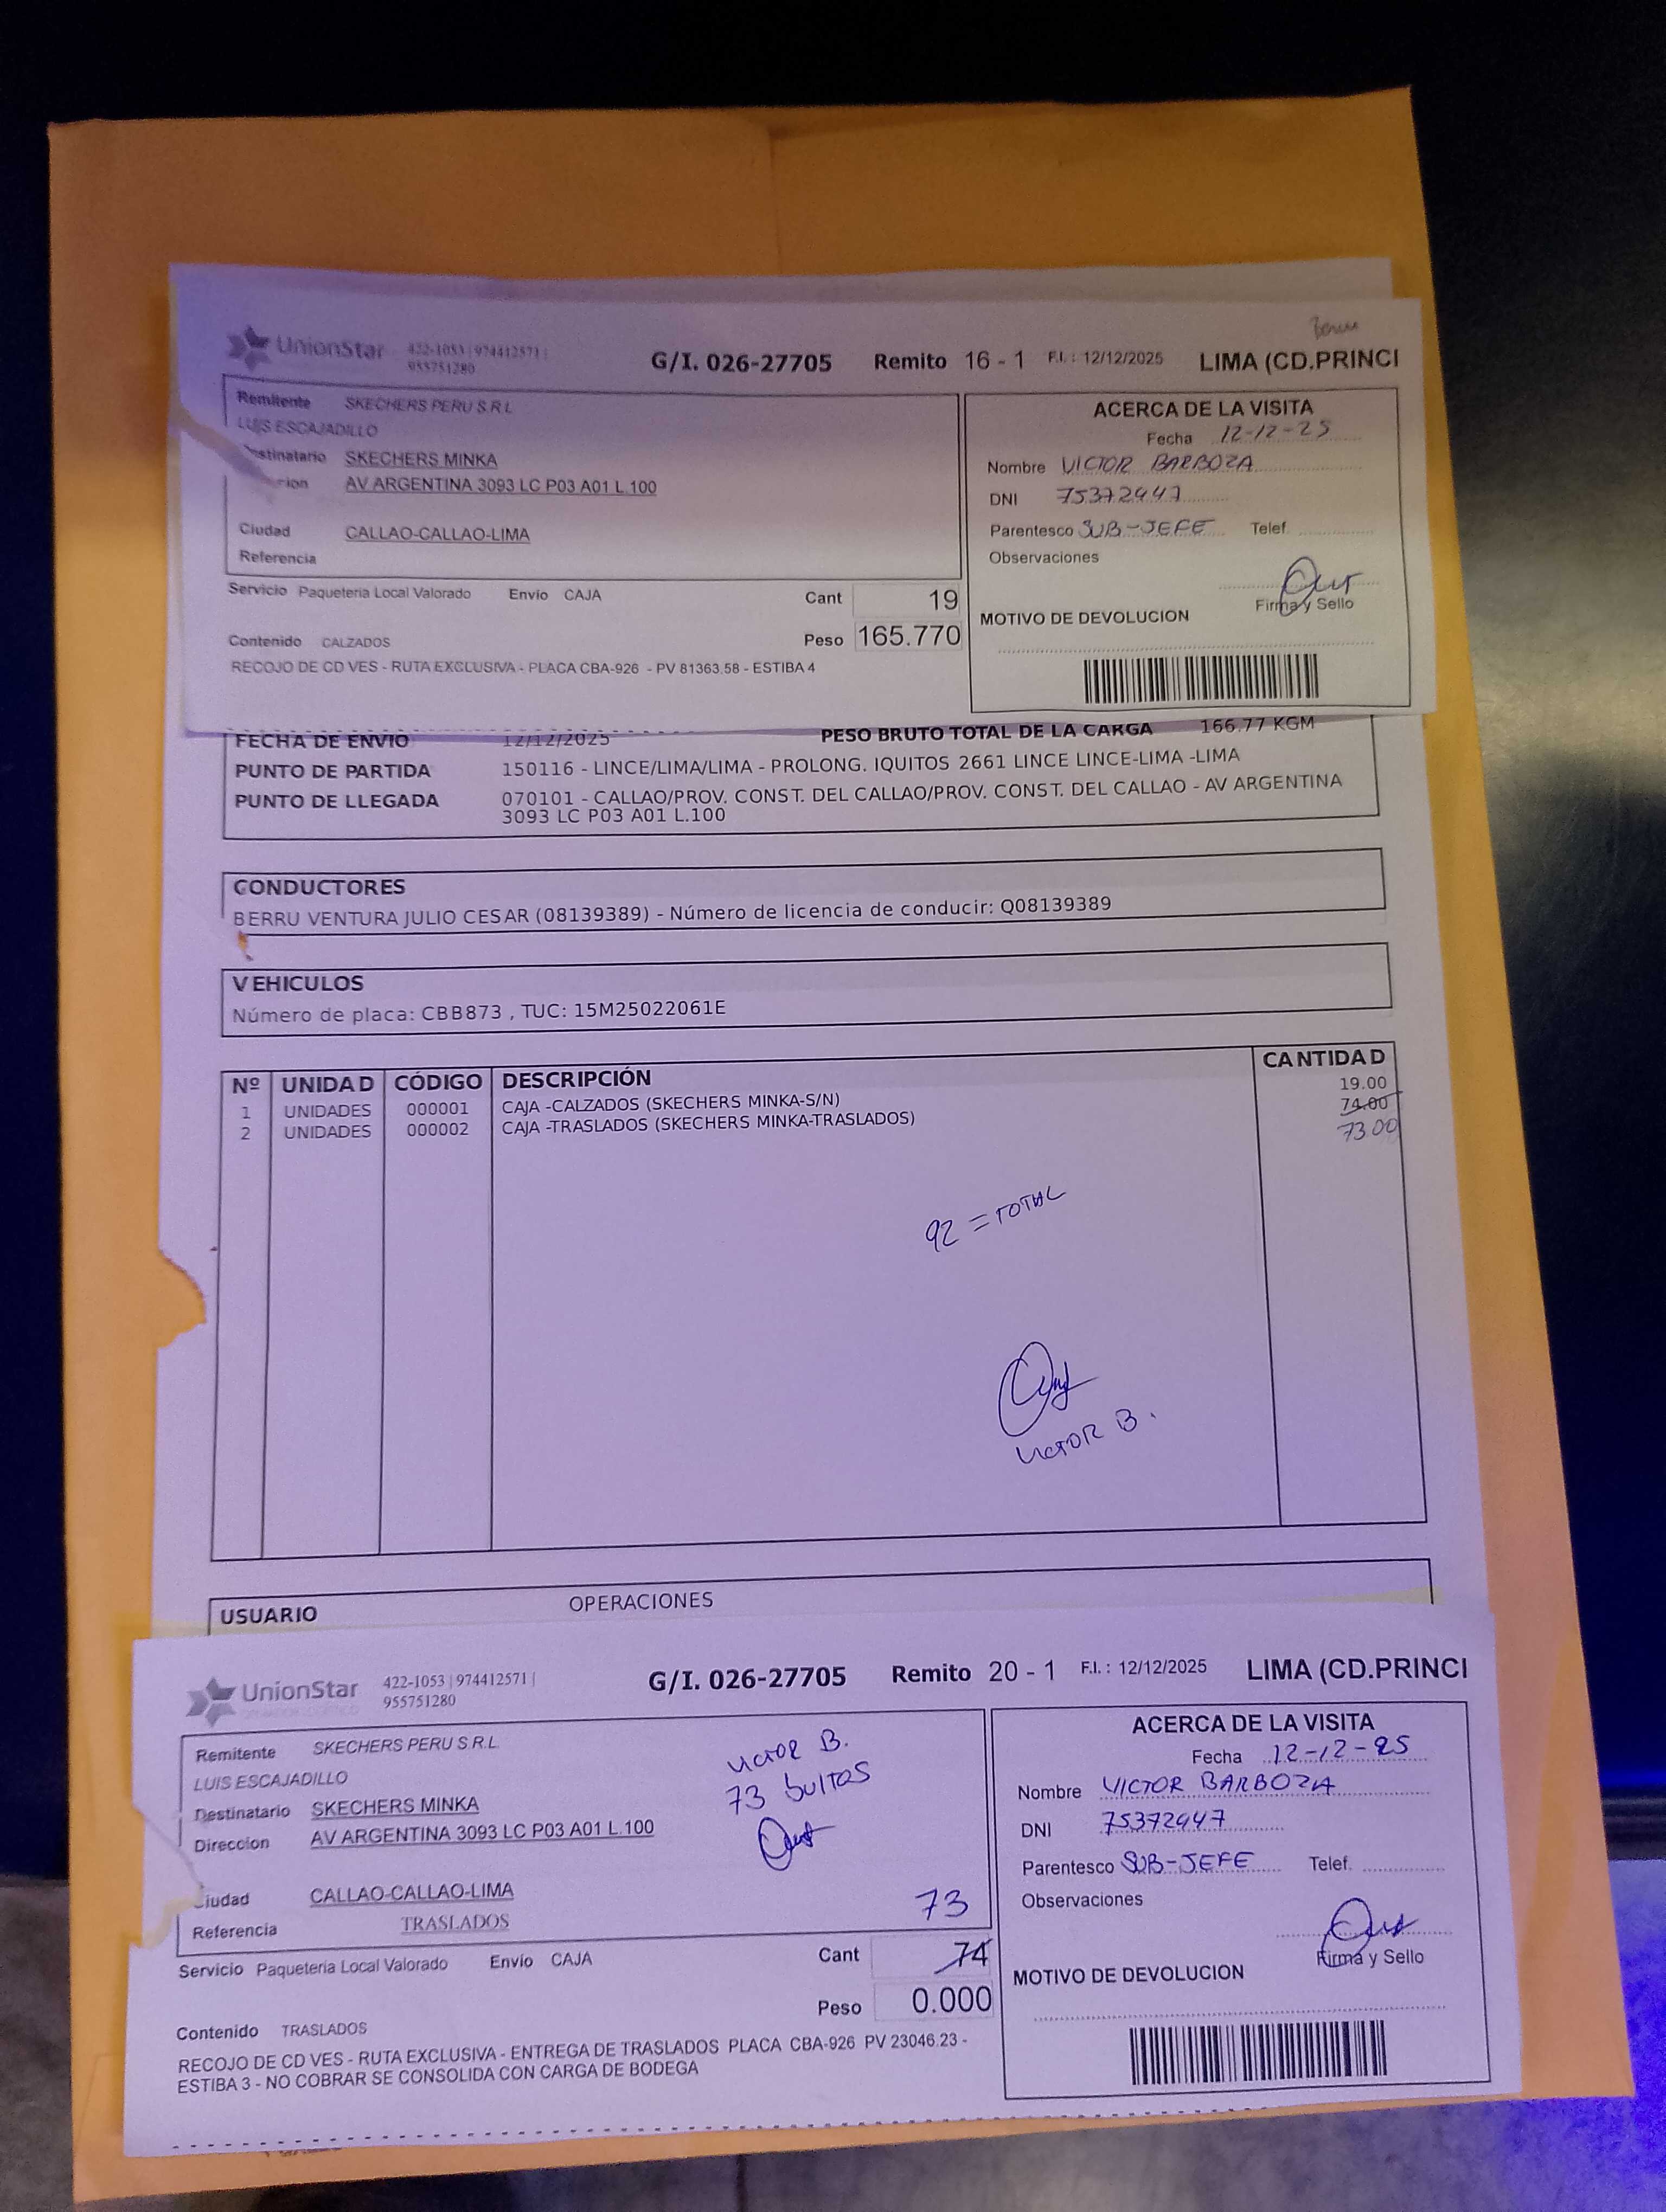 UnionStar 422-1053 | 974412571 |
955751280
G/I. 026-27705 Remito 16 - 1 F.I. : 12/12/2025 LIMA (CD.PRINCI
Remitente SKECHERS PERU S.R.L
LUIS ESCAJADILLO
stinatario SKECHERS MINKA
cion AV ARGENTINA 3093 LC P03 A01 L.100
Ciudad CALLAO-CALLAO-LIMA
Referencia
Servicio Paqueteria Local Valorado Envio CAJA Cant 19
Contenido CALZADOS Peso 165.770
RECOJO DE CD VES - RUTA EXCLUSIVA - PLACA CBA-926 - PV 81363.58 - ESTIBA 4
ACERCA DE LA VISITA
Fecha 12-12-25
Nombre VICTOR BARBOZA
DNI 75372447
Parentesco SUB-JEFE Telef.
Observaciones
Firma y Sello
MOTIVO DE DEVOLUCION
FECHA DE ENVIO 12/12/2025 PESO BRUTO TOTAL DE LA CARGA 166.77 KGM
PUNTO DE PARTIDA 150116 - LINCE/LIMA/LIMA - PROLONG. IQUITOS 2661 LINCE LINCE-LIMA -LIMA
PUNTO DE LLEGADA 070101 - CALLAO/PROV. CONST. DEL CALLAO/PROV. CONST. DEL CALLAO - AV ARGENTINA
3093 LC P03 A01 L.100
CONDUCTORES
BERRU VENTURA JULIO CESAR (08139389) - Número de licencia de conducir: Q08139389
VEHICULOS
Número de placa: CBB873 , TUC: 15M25022061E
Nº UNIDAD CÓDIGO DESCRIPCIÓN CANTIDAD
1 UNIDADES 000001 CAJA -CALZADOS (SKECHERS MINKA-S/N) 19.00
2 UNIDADES 000002 CAJA -TRASLADOS (SKECHERS MINKA-TRASLADOS) 74.00
73.00
92 = TOTAL
VICTOR B.
USUARIO OPERACIONES
UnionStar 422-1053 | 974412571 |
955751280
G/I. 026-27705 Remito 20 - 1 F.I. : 12/12/2025 LIMA (CD.PRINCI
Remitente SKECHERS PERU S.R.L.
LUIS ESCAJADILLO
Destinatario SKECHERS MINKA
Direccion AV ARGENTINA 3093 LC P03 A01 L.100
VICTOR B.
73 bultos
Ciudad CALLAO-CALLAO-LIMA
Referencia TRASLADOS
73
Servicio Paqueteria Local Valorado Envio CAJA Cant 74
Peso 0.000
Contenido TRASLADOS
RECOJO DE CD VES - RUTA EXCLUSIVA - ENTREGA DE TRASLADOS PLACA CBA-926 PV 23046.23 -
ESTIBA 3 - NO COBRAR SE CONSOLIDA CON CARGA DE BODEGA
ACERCA DE LA VISITA
Fecha 12-12-25
Nombre VICTOR BARBOZA
DNI 75372447
Parentesco SUB-JEFE Telef.
Observaciones
Firma y Sello
MOTIVO DE DEVOLUCION